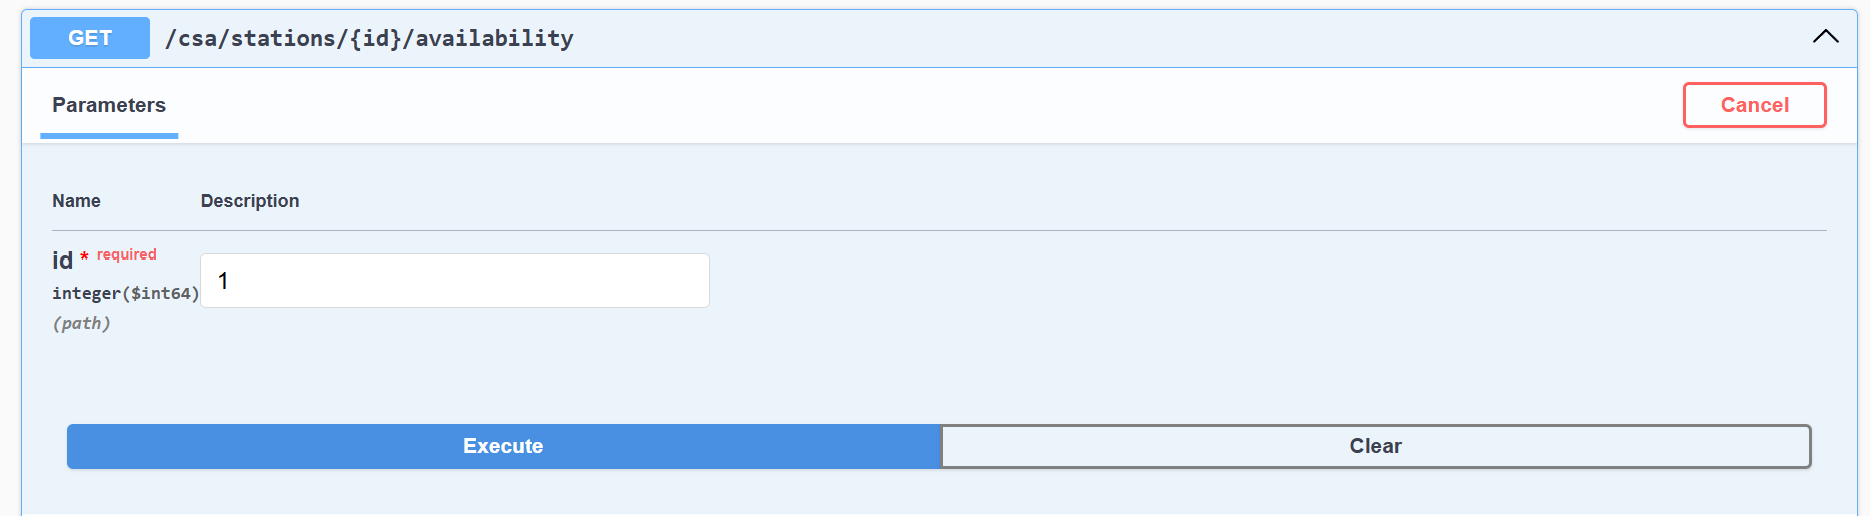 GET /csa/stations/{id}/availability
Parameters Cancel
Name Description
id * required
1
integer($int64)
(path)
Execute Clear